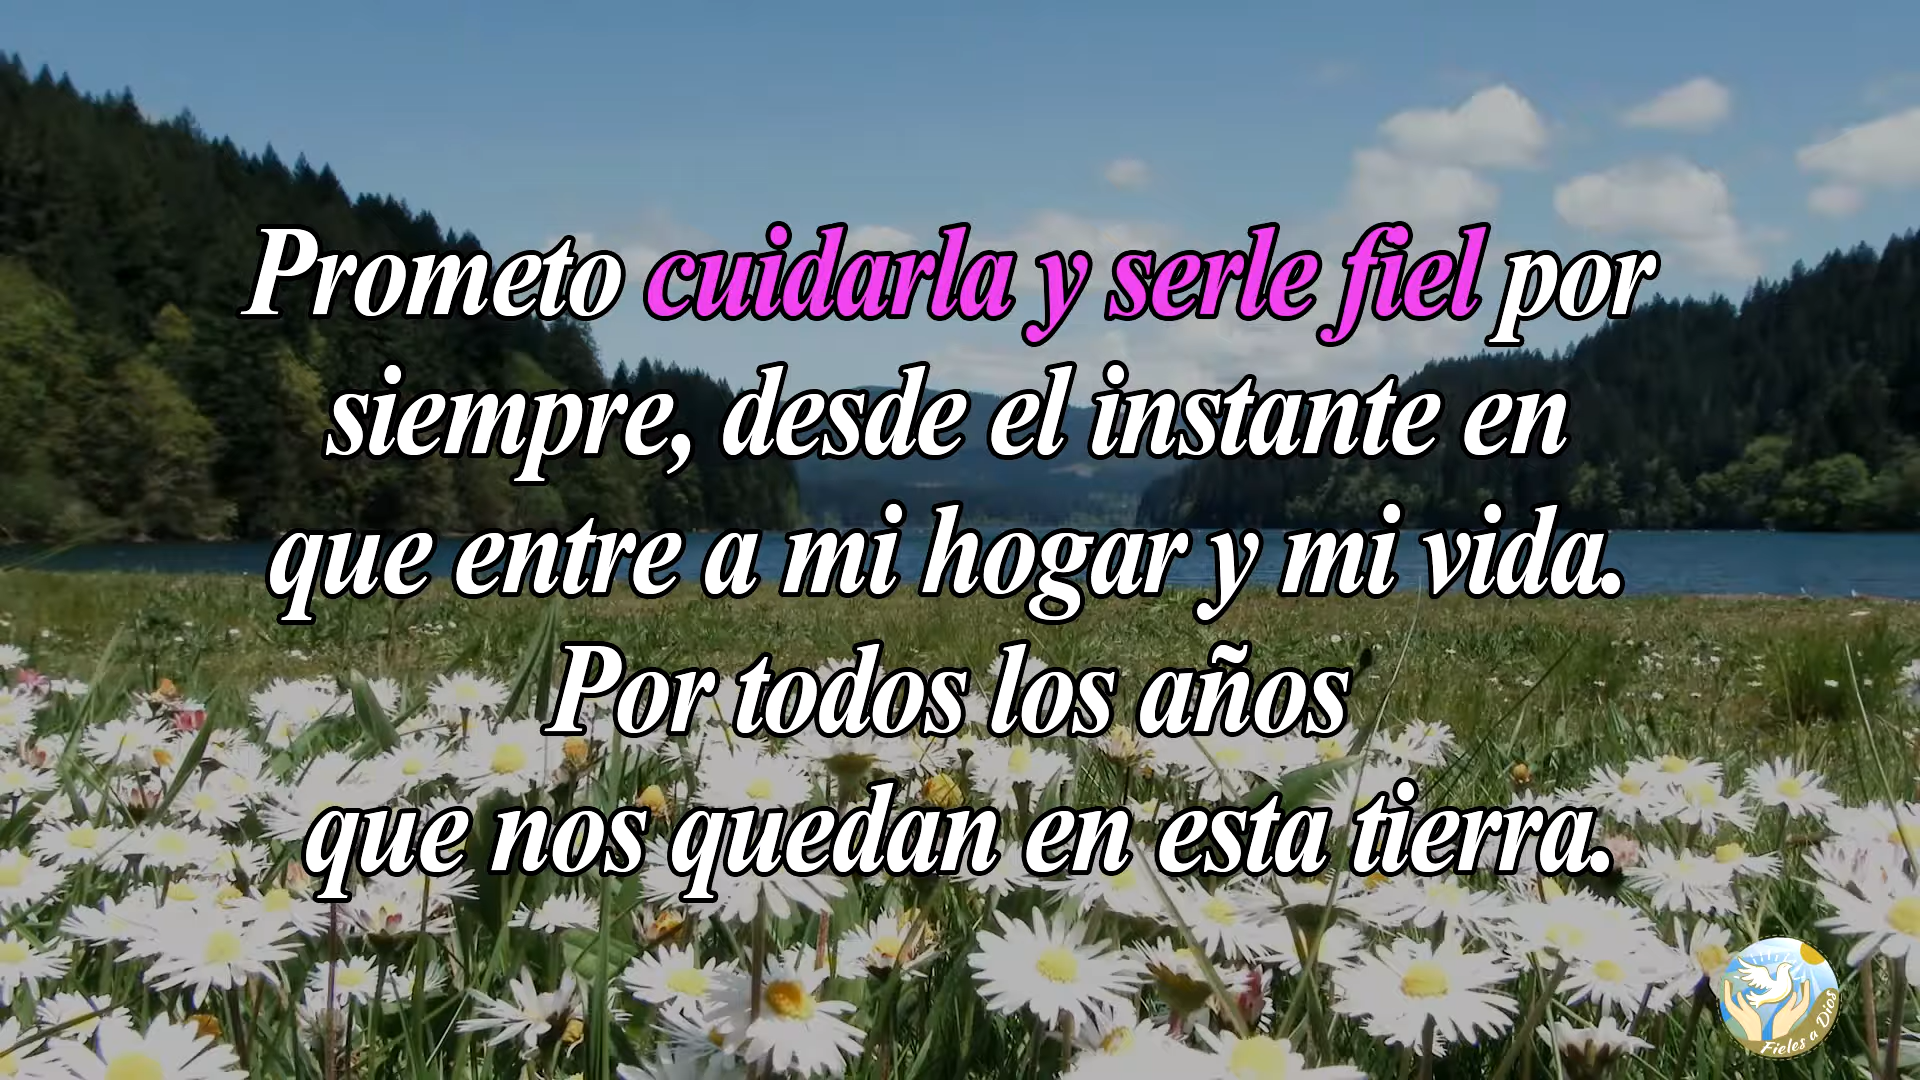 Prometo cuidarla y serle fiel por
siempre, desde el instante en
que entre a mi hogar y mi vida.
Por todos los años
que nos quedan en esta tierra.
Fieles a Dios